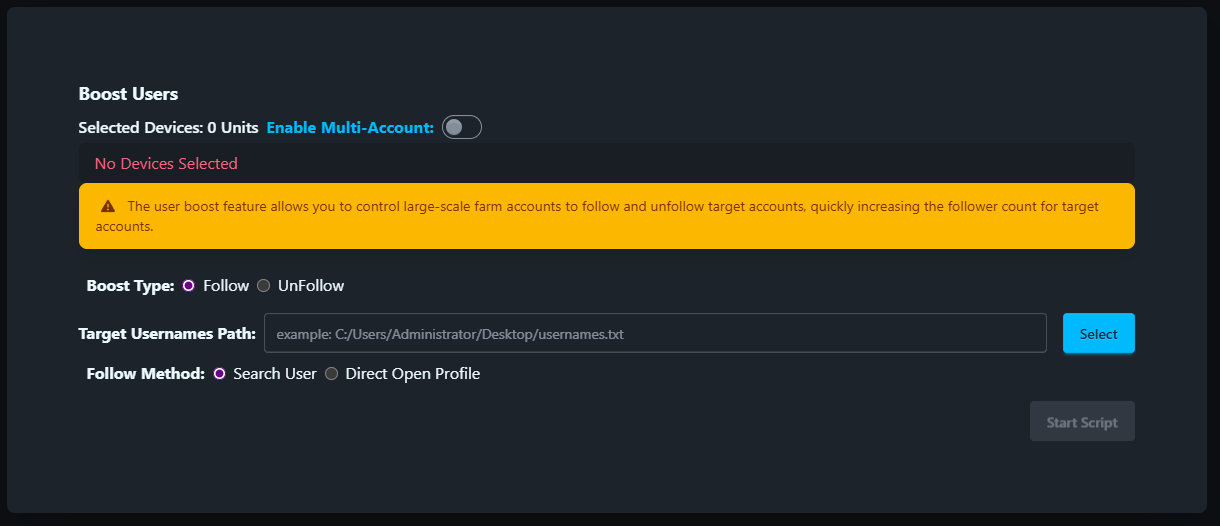 Boost Users
Selected Devices: 0 Units Enable Multi-Account:
No Devices Selected
The user boost feature allows you to control large-scale farm accounts to follow and unfollow target accounts, quickly increasing the follower count for target
accounts.
Boost Type: Follow UnFollow
Target Usernames Path: example: C:/Users/Administrator/Desktop/usernames.txt Select
Follow Method: Search User Direct Open Profile
Start Script